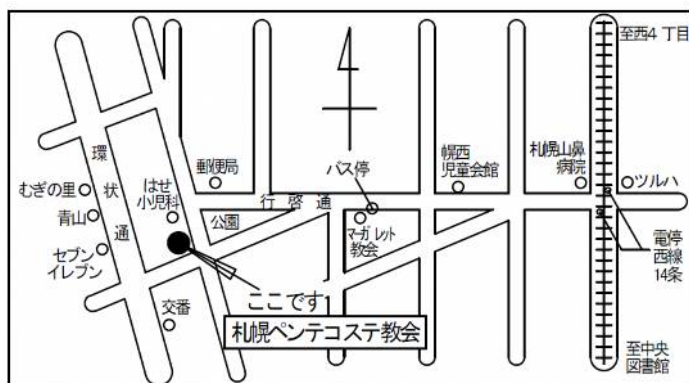 至西4丁目
環状通
むぎの里
青山
セブン
イレブン
はせ
小児科
交番
郵便局
公園
行啓通
バス停
マーガレット
教会
幌西
児童会館
札幌山鼻
病院
ツルハ
電停
西線
14条
ここです
札幌ペンテコステ教会
至中央
図書館